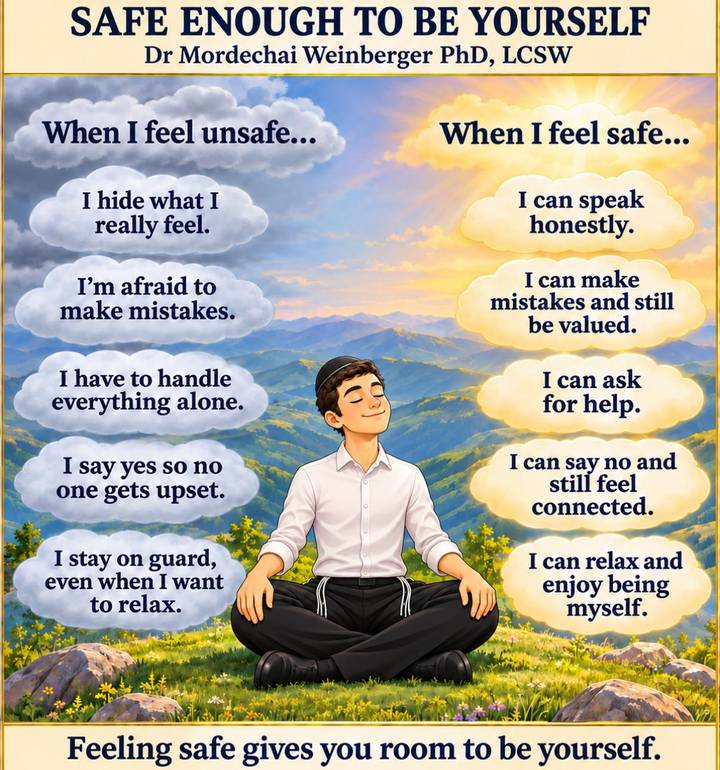 SAFE ENOUGH TO BE YOURSELF
Dr Mordechai Weinberger PhD, LCSW
When I feel unsafe...
I hide what I
really feel.
I'm afraid to
make mistakes.
I have to handle
everything alone.
I say yes so no
one gets upset.
I stay on guard,
even when I want
to relax.
When I feel safe...
I can speak
honestly.
I can make
mistakes and still
be valued.
I can ask
for help.
I can say no and
still feel
connected.
I can relax and
enjoy being
myself.
Feeling safe gives you room to be yourself.